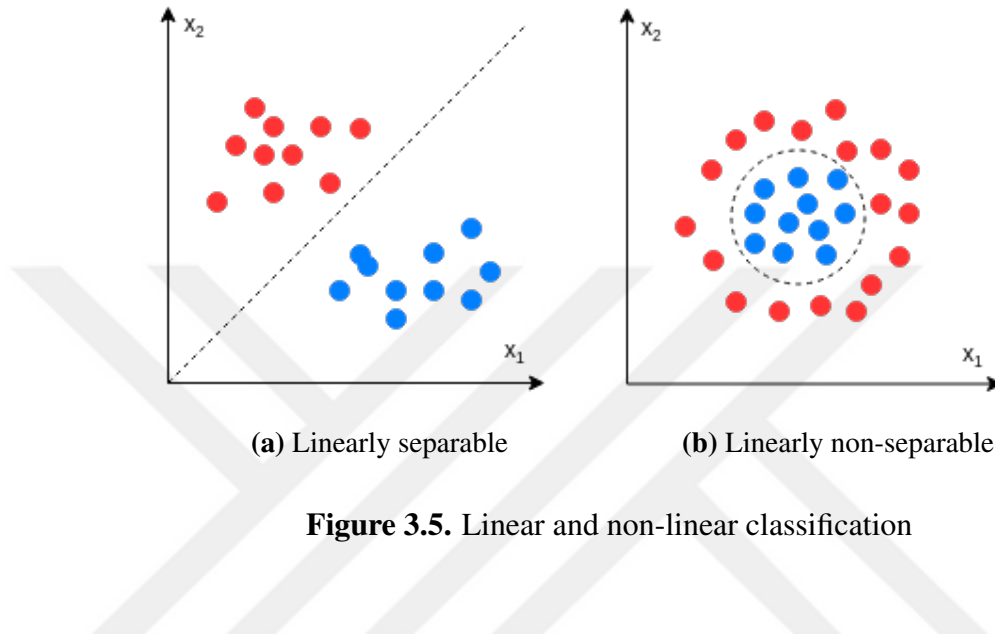 X2
X1
(a) Linearly separable
X2
X1
(b) Linearly non-separable
Figure 3.5. Linear and non-linear classification